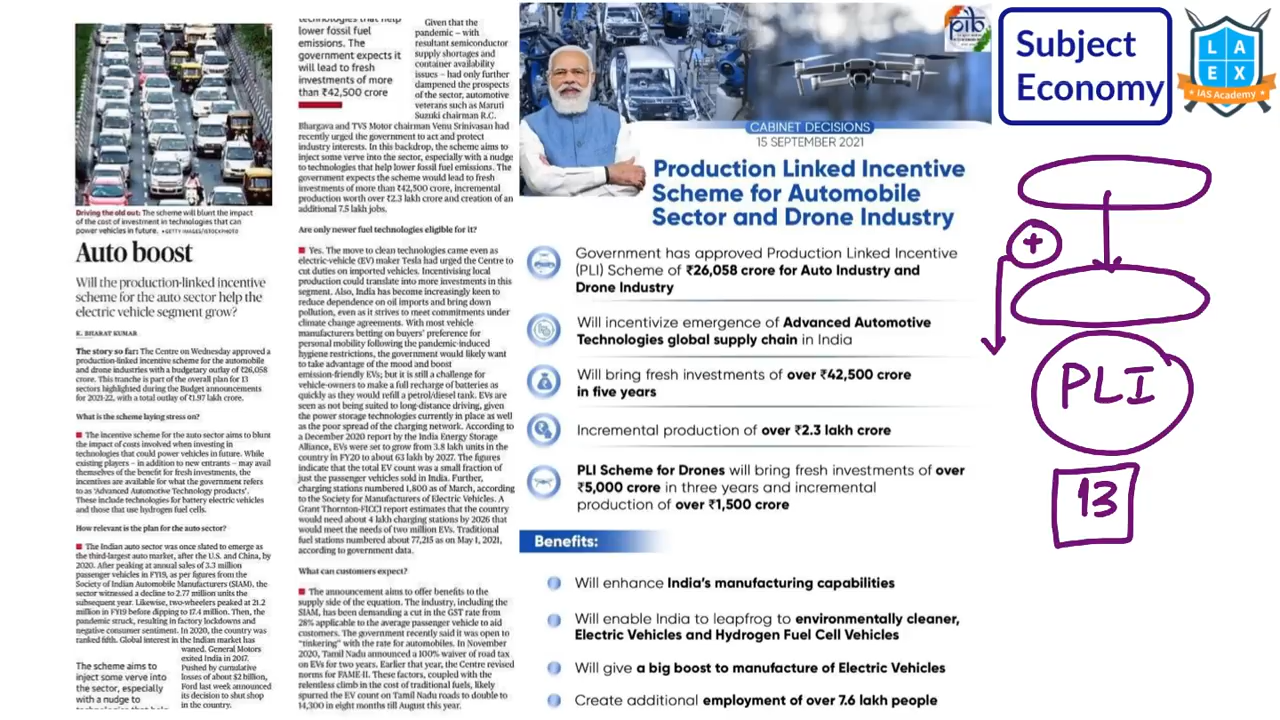 Driving the old out: The scheme will blunt the impact
of the cost of investment in technologies that can
power vehicles in future. • GETTY IMAGES/ISTOCKPHOTO
Auto boost
Will the production-linked incentive
scheme for the auto sector help the
electric vehicle segment grow?
K. BHARAT KUMAR
The story so far: The Centre on Wednesday approved a
production-linked incentive scheme for the automobile
and drone industries with a budgetary outlay of ₹26,058
crore. This tranche is part of the overall plan for 13
sectors highlighted during the Budget announcements
for 2021-22, with a total outlay of ₹1.97 lakh crore.
What is the scheme laying stress on?
■ The incentive scheme for the auto sector aims to blunt
the impact of costs involved when investing in
technologies that could power vehicles in future. While
existing players – in addition to new entrants – may avail
themselves of the benefit for fresh investments, the
incentives are available for what the government refers
to as 'Advanced Automotive Technology products'.
These include technologies for battery electric vehicles
and those that use hydrogen fuel cells.
How relevant is the plan for the auto sector?
■ The Indian auto sector was once slated to emerge as
the third-largest auto market, after the U.S. and China, by
2020. After peaking at annual sales of 3.3 million
passenger vehicles in FY19, as per figures from the
Society of Indian Automobile Manufacturers (SIAM), the
sector witnessed a decline to 2.77 million units the
subsequent year. Likewise, two-wheelers peaked at 21.2
million in FY19 before dipping to 17.4 million. Then, the
pandemic struck, resulting in factory lockdowns and
negative consumer sentiment. In 2020, the country was
ranked fifth. Global interest in the Indian market has
waned. General Motors
exited India in 2017.
Pushed by cumulative
losses of about $2 billion,
Ford last week announced
its decision to shut shop
in the country.
The scheme aims to
inject some verve into
the sector, especially
with a nudge to
technologies that help
lower fossil fuel
emissions. The
government expects it
will lead to fresh
investments of more
than ₹42,500 crore
Given that the
pandemic – with
resultant semiconductor
supply shortages and
container availability
issues – had only further
dampened the prospects
of the sector, automotive
veterans such as Maruti
Suzuki chairman R.C.
Bhargava and TVS Motor chairman Venu Srinivasan had
recently urged the government to act and protect
industry interests. In this backdrop, the scheme aims to
inject some verve into the sector, especially with a nudge
to technologies that help lower fossil fuel emissions. The
government expects the scheme would lead to fresh
investments of more than ₹42,500 crore, incremental
production worth over ₹2.3 lakh crore and creation of an
additional 7.5 lakh jobs.
Are only newer fuel technologies eligible for it?
■ Yes. The move to clean technologies came even as
electric-vehicle (EV) maker Tesla had urged the Centre to
cut duties on imported vehicles. Incentivising local
production could translate into more investments in this
segment. Also, India has become increasingly keen to
reduce dependence on oil imports and bring down
pollution, even as it strives to meet commitments under
climate change agreements. With most vehicle
manufacturers betting on buyers' preference for
personal mobility following the pandemic-induced
hygiene restrictions, the government would likely want
to take advantage of the mood and boost
emission-friendly EVs; but it is still a challenge for
vehicle-owners to make a full recharge of batteries as
quickly as they would refill a petrol/diesel tank. EVs are
seen as not being suited to long-distance driving, given
the power storage technologies currently in place as well
as the poor spread of the charging network. According to
a December 2020 report by the India Energy Storage
Alliance, EVs were set to grow from 3.8 lakh units in the
country in FY20 to about 63 lakh by 2027. The figures
indicate that the total EV count was a small fraction of
just the passenger vehicles sold in India. Further,
charging stations numbered 1,800 as of March, according
to the Society for Manufacturers of Electric Vehicles. A
Grant Thornton-FICCI report estimates that the country
would need about 4 lakh charging stations by 2026 that
would meet the needs of two million EVs. Traditional
fuel stations numbered about 77,215 as on May 1, 2021,
according to government data.
What can customers expect?
■ The announcement aims to offer benefits to the
supply side of the equation. The industry, including the
SIAM, has been demanding a cut in the GST rate from
28% applicable to the average passenger vehicle to aid
customers. The government recently said it was open to
"tinkering" with the rate for automobiles. In November
2020, Tamil Nadu announced a 100% waiver of road tax
on EVs for two years. Earlier that year, the Centre revised
norms for FAME-II. These factors, coupled with the
relentless climb in the cost of traditional fuels, likely
spurred the EV count on Tamil Nadu roads to double to
14,300 in eight months till August this year.
pib
CABINET DECISIONS
15 SEPTEMBER 2021
Production Linked Incentive
Scheme for Automobile
Sector and Drone Industry
Government has approved Production Linked Incentive
(PLI) Scheme of ₹26,058 crore for Auto Industry and
Drone Industry
Will incentivize emergence of Advanced Automotive
Technologies global supply chain in India
Will bring fresh investments of over ₹42,500 crore
in five years
Incremental production of over ₹2.3 lakh crore
PLI Scheme for Drones will bring fresh investments of over
₹5,000 crore in three years and incremental
production of over ₹1,500 crore
Benefits:
Will enhance India's manufacturing capabilities
Will enable India to leapfrog to environmentally cleaner,
Electric Vehicles and Hydrogen Fuel Cell Vehicles
Will give a big boost to manufacture of Electric Vehicles
Create additional employment of over 7.6 lakh people
Subject
Economy
L A
E X
IAS Academy
+
PLI
13